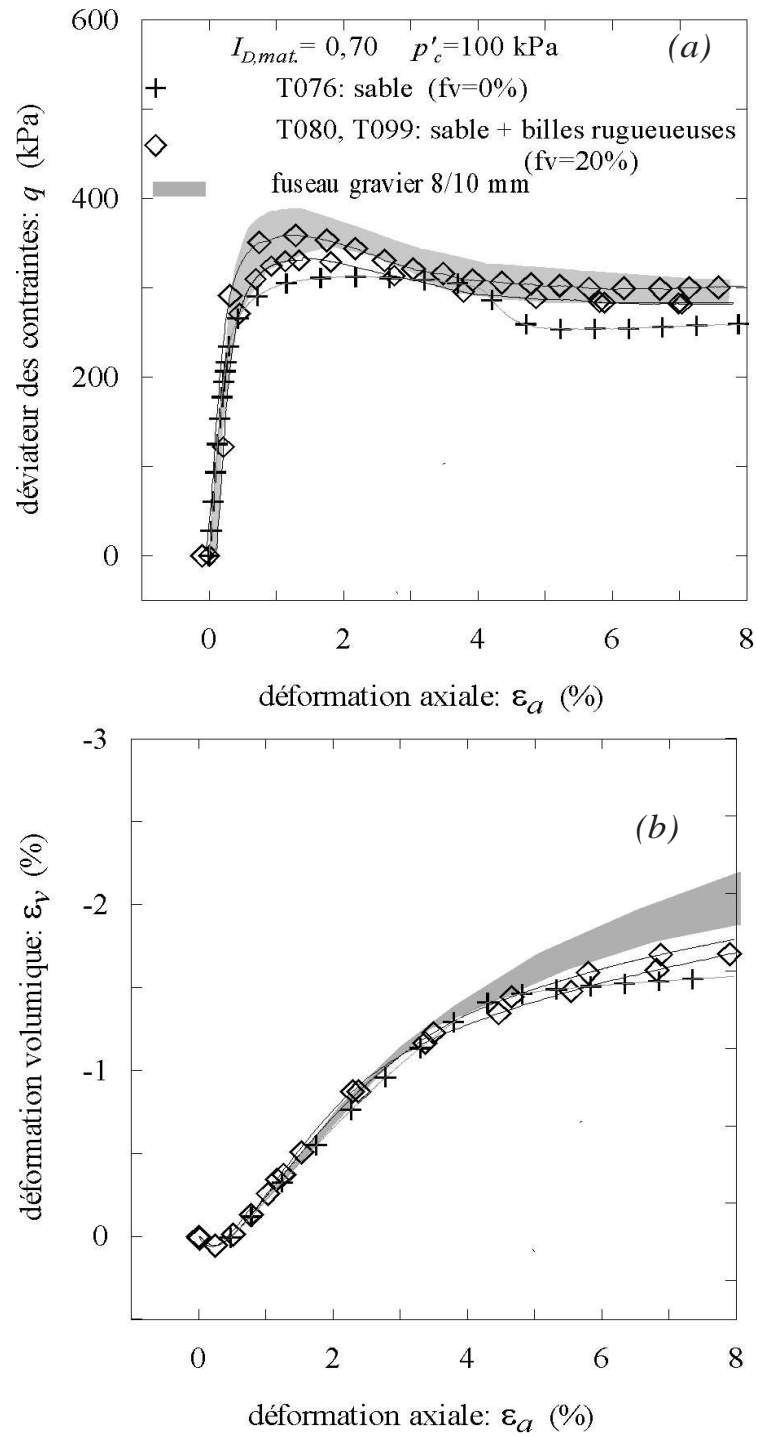 600
400
200
0
déviateur des contraintes: q (kPa)
I_{D,mat.}= 0,70 p'_c=100 kPa
(a)
T076: sable (fv=0%)
T080, T099: sable + billes rugueueuses
(fv=20%)
fuseau gravier 8/10 mm
0 2 4 6 8
déformation axiale: ε_a (%)
-3
-2
-1
0
déformation volumique: ε_v (%)
(b)
0 2 4 6 8
déformation axiale: ε_a (%)